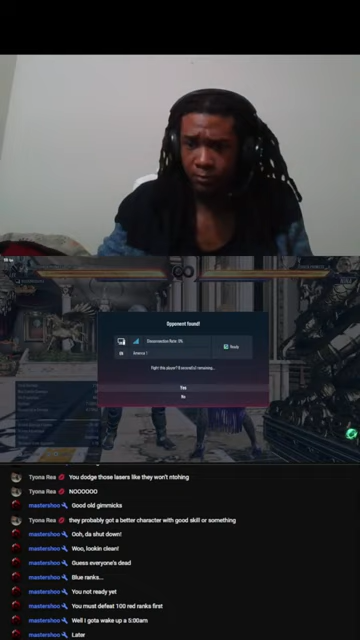 Opponent found!
Disconnection Rate: 0%
Ready
America
Fight this player? 8 second(s) remaining...
Yes
No
Tyona Rea You dodge those lasers like they won't ntohing
Tyona Rea NOOOOOO
mastershoo Good old gimmicks
Tyona Rea they probably got a better character with good skill or something
mastershoo Ooh, da shut down!
mastershoo Woo, lookin clean!
mastershoo Guess everyone's dead
mastershoo Blue ranks...
mastershoo You not ready yet
mastershoo You must defeat 100 red ranks first
mastershoo Well I gota wake up a 5:00am
mastershoo Later